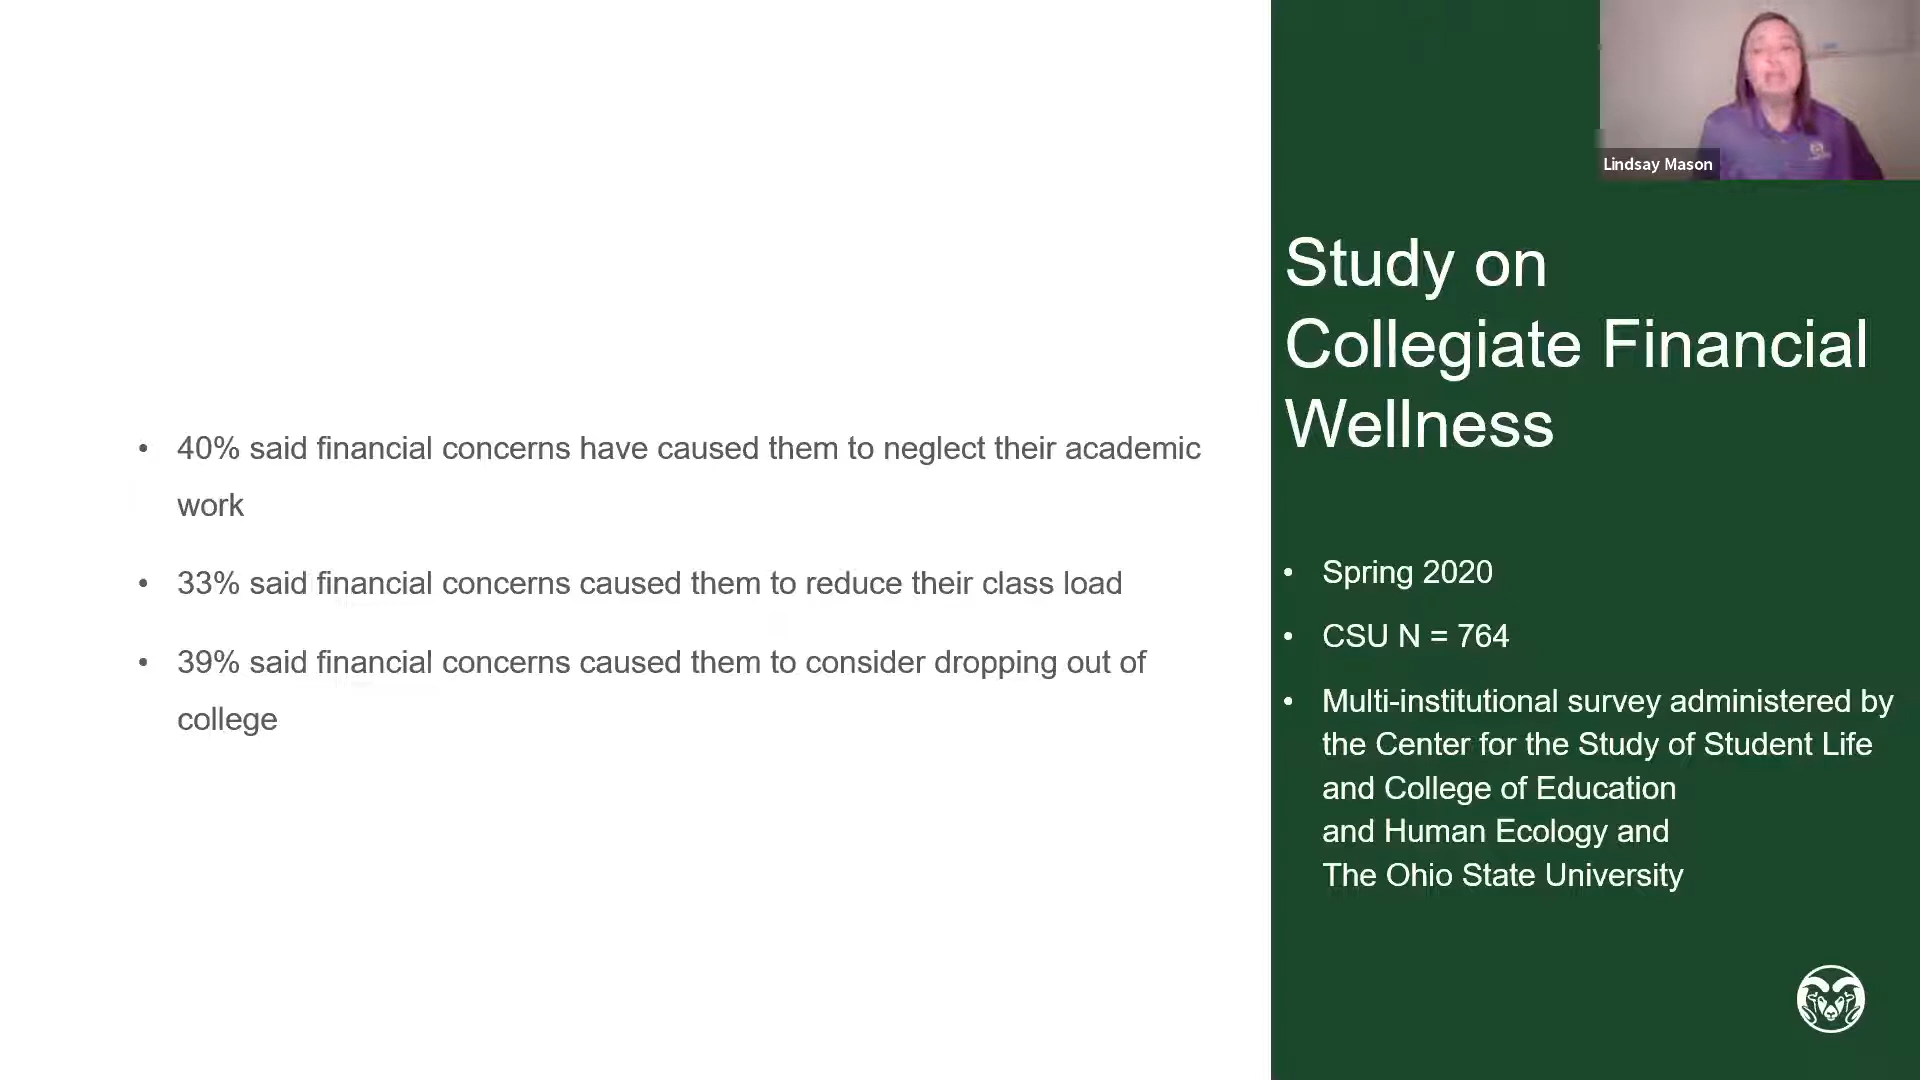 Lindsay Mason
Study on
Collegiate Financial
Wellness
• Spring 2020
• CSU N = 764
• Multi-institutional survey administered by
the Center for the Study of Student Life
and College of Education
and Human Ecology and
The Ohio State University
• 40% said financial concerns have caused them to neglect their academic
work
• 33% said financial concerns caused them to reduce their class load
• 39% said financial concerns caused them to consider dropping out of
college